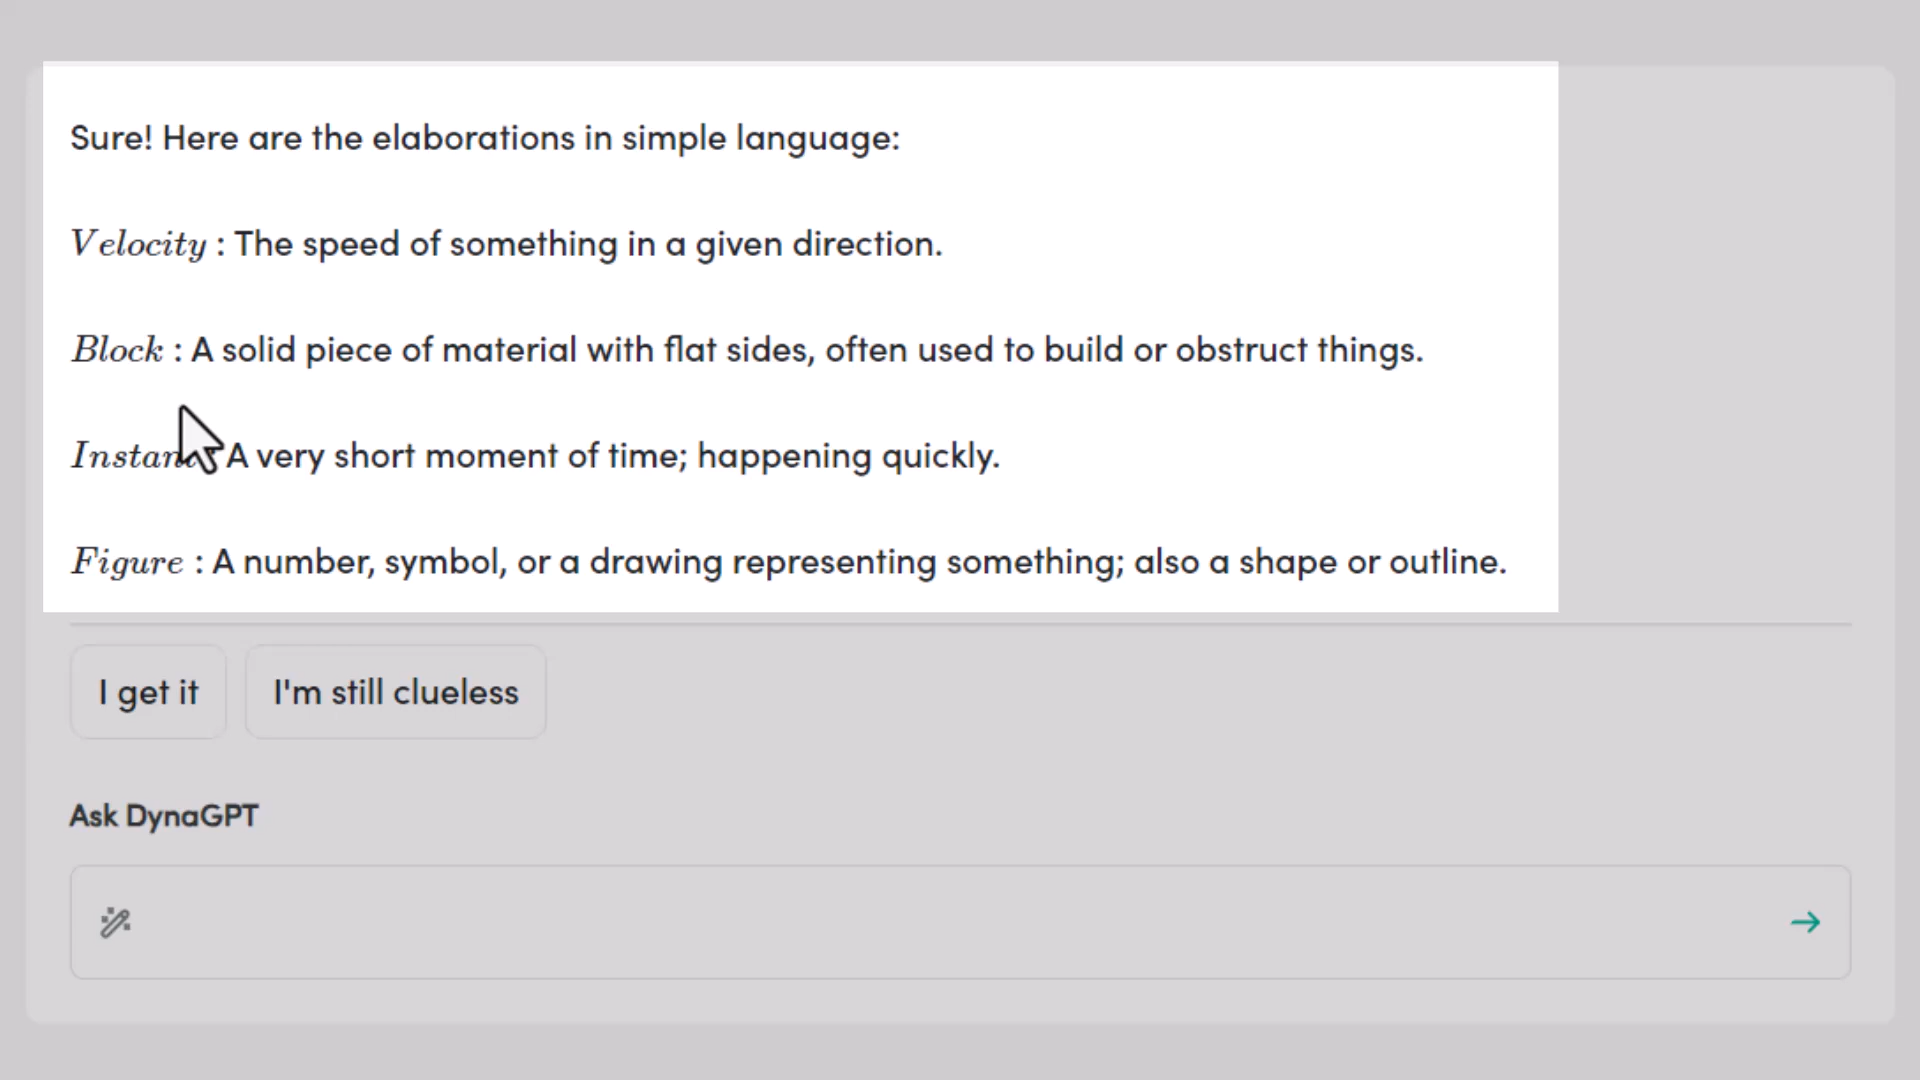 Sure! Here are the elaborations in simple language:
Velocity : The speed of something in a given direction.
Block : A solid piece of material with flat sides, often used to build or obstruct things.
Instant : A very short moment of time; happening quickly.
Figure : A number, symbol, or a drawing representing something; also a shape or outline.
I get it
I'm still clueless
Ask DynaGPT